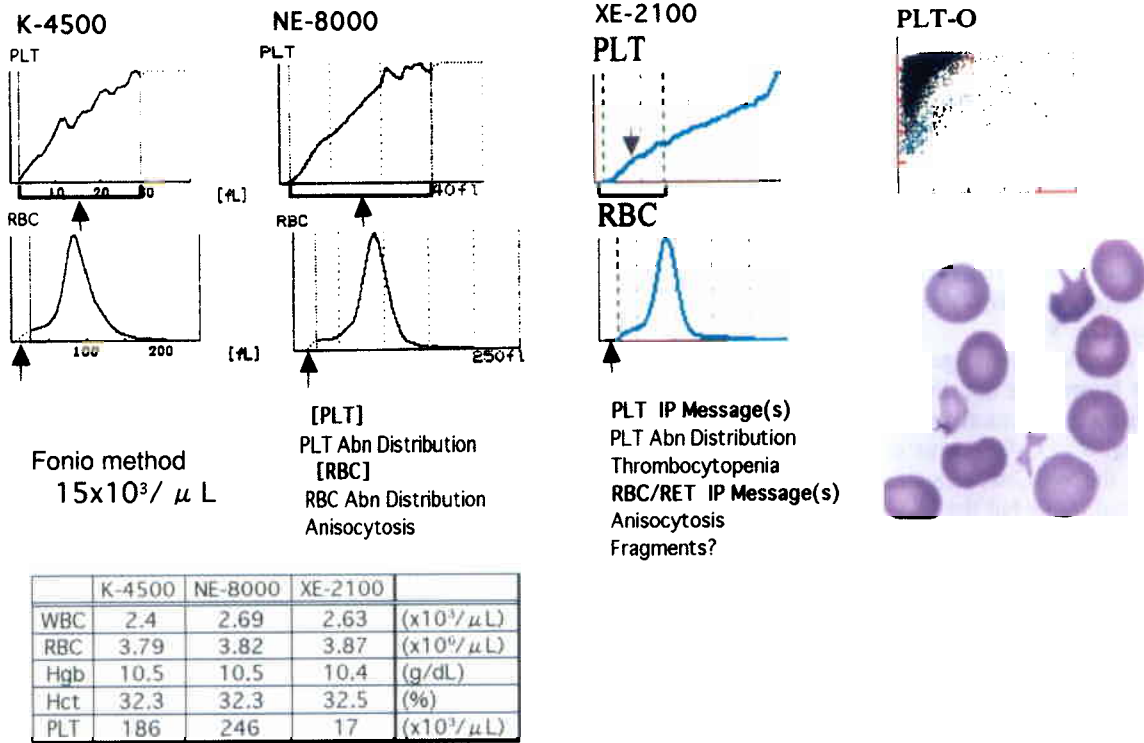 K-4500
PLT
10 20 30 [fL]
RBC
100 200 [fL]
NE-8000
PLT
40fl
RBC
250fl
XE-2100
PLT
RBC
PLT-O
Fonio method
15x10³/ μ L
[PLT]
PLT Abn Distribution
[RBC]
RBC Abn Distribution
Anisocytosis
PLT IP Message(s)
PLT Abn Distribution
Thrombocytopenia
RBC/RET IP Message(s)
Anisocytosis
Fragments?
K-4500 NE-8000 XE-2100
WBC 2.4 2.69 2.63 (x10³/μL)
RBC 3.79 3.82 3.87 (x10⁶/μL)
Hgb 10.5 10.5 10.4 (g/dL)
Hct 32.3 32.3 32.5 (%)
PLT 186 246 17 (x10³/μL)